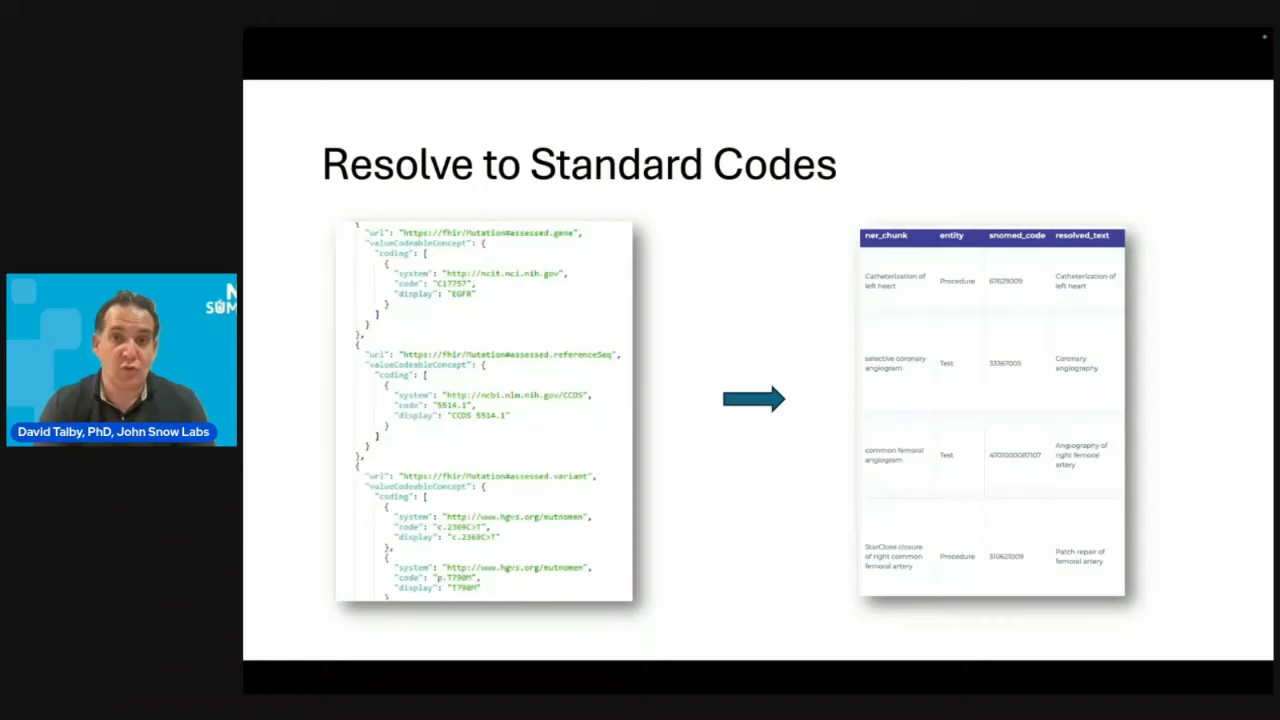 Resolve to Standard Codes
{
"url": "https://fhir/Mutation#assessed.gene",
"valueCodeableConcept": {
"coding": [
{
"system": "http://ncit.nci.nih.gov",
"code": "C17757",
"display": "EGFR"
}
]
}
},
{
"url": "https://fhir/Mutation#assessed.referenceSeq",
"valueCodeableConcept": {
"coding": [
{
"system": "http://ncbi.nlm.nih.gov/CCDS",
"code": "5514.1",
"display": "CCDS 5514.1"
}
]
}
},
{
"url": "https://fhir/Mutation#assessed.variant",
"valueCodeableConcept": {
"coding": [
{
"system": "http://www.hgvs.org/mutnomen",
"code": "c.2369C>T",
"display": "c.2369C>T"
},
{
"system": "http://www.hgvs.org/mutnomen",
"code": "p.T790M",
"display": "T790M"
}
ner_chunk entity snomed_code resolved_text
Catheterization of left heart Procedure 67629009 Catheterization of left heart
selective coronary angiogram Test 33367005 Coronary angiography
common femoral angiogram Test 4701000087107 Angiography of right femoral artery
StarClose closure of right common femoral artery Procedure 310621009 Patch repair of femoral artery
N
SUM
David Talby, PhD, John Snow Labs